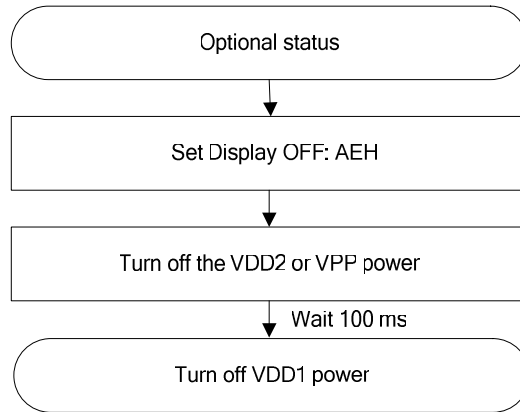 Optional status
Set Display OFF: AEH
Turn off the VDD2 or VPP power
Wait 100 ms
Turn off VDD1 power